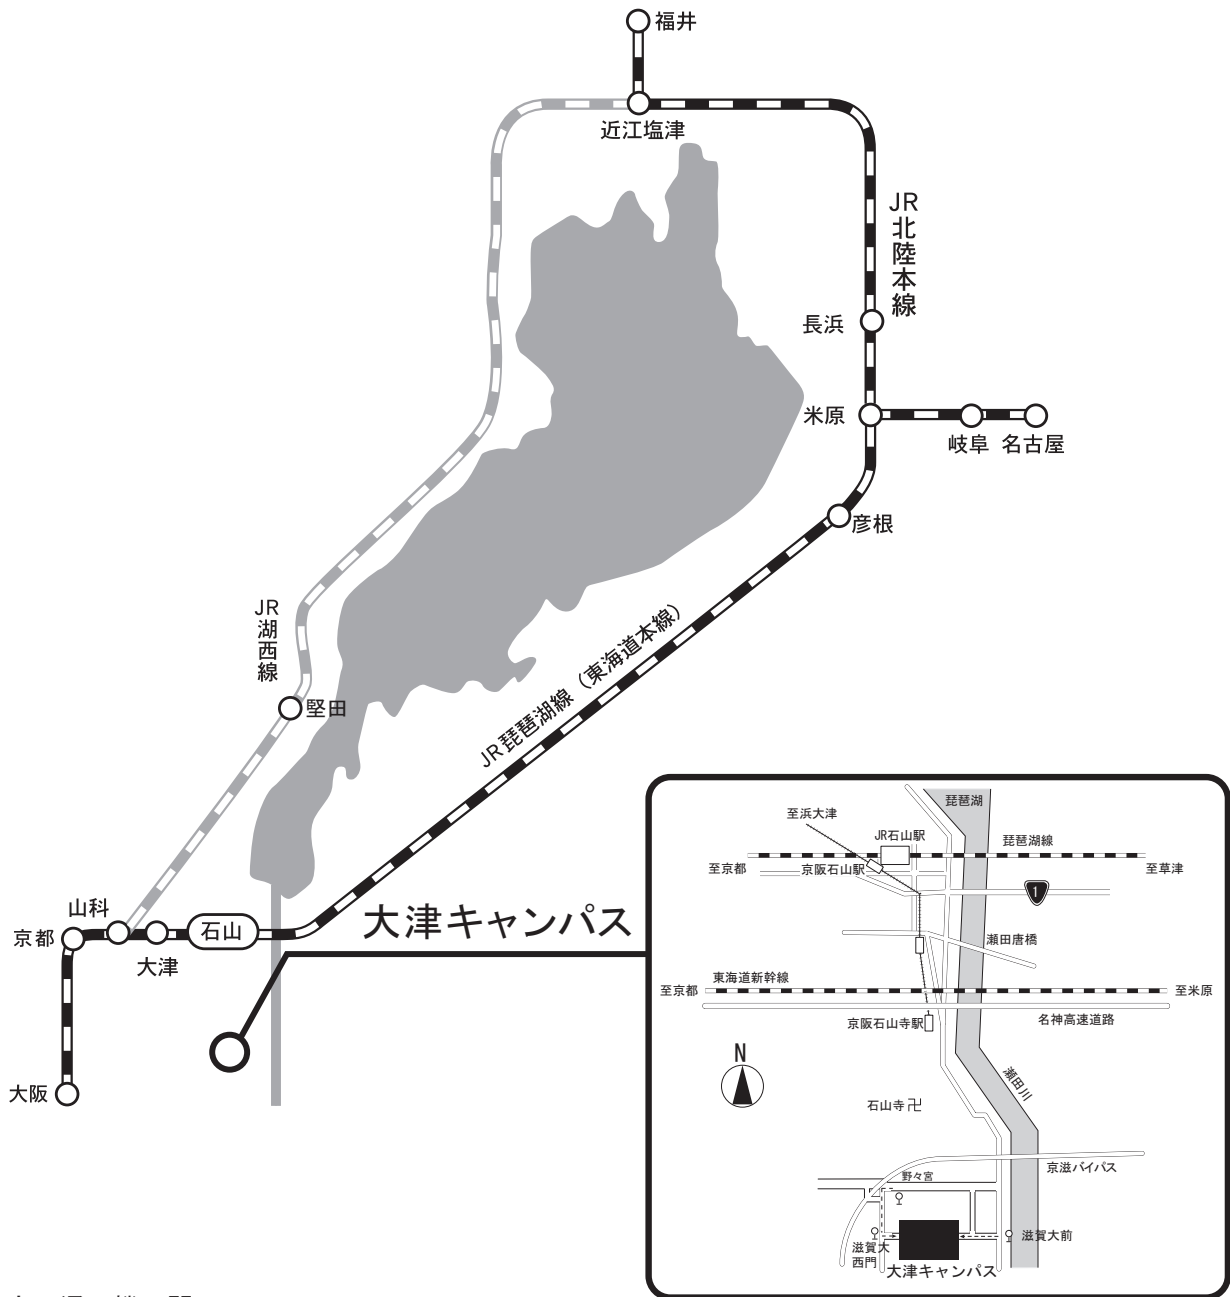 福井
近江塩津
JR北陸本線
長浜
米原
岐阜
名古屋
彦根
JR湖西線
堅田
JR琵琶湖線（東海道本線）
山科
京都
大津
石山
大阪
大津キャンパス
琵琶湖
至浜大津
JR石山駅
琵琶湖線
至京都
京阪石山駅
至草津
1
瀬田唐橋
東海道新幹線
至京都
至米原
京阪石山寺駅
名神高速道路
N
瀬田川
石山寺卍
京滋バイパス
野々宮
滋賀大
西門
滋賀大前
大津キャンパス